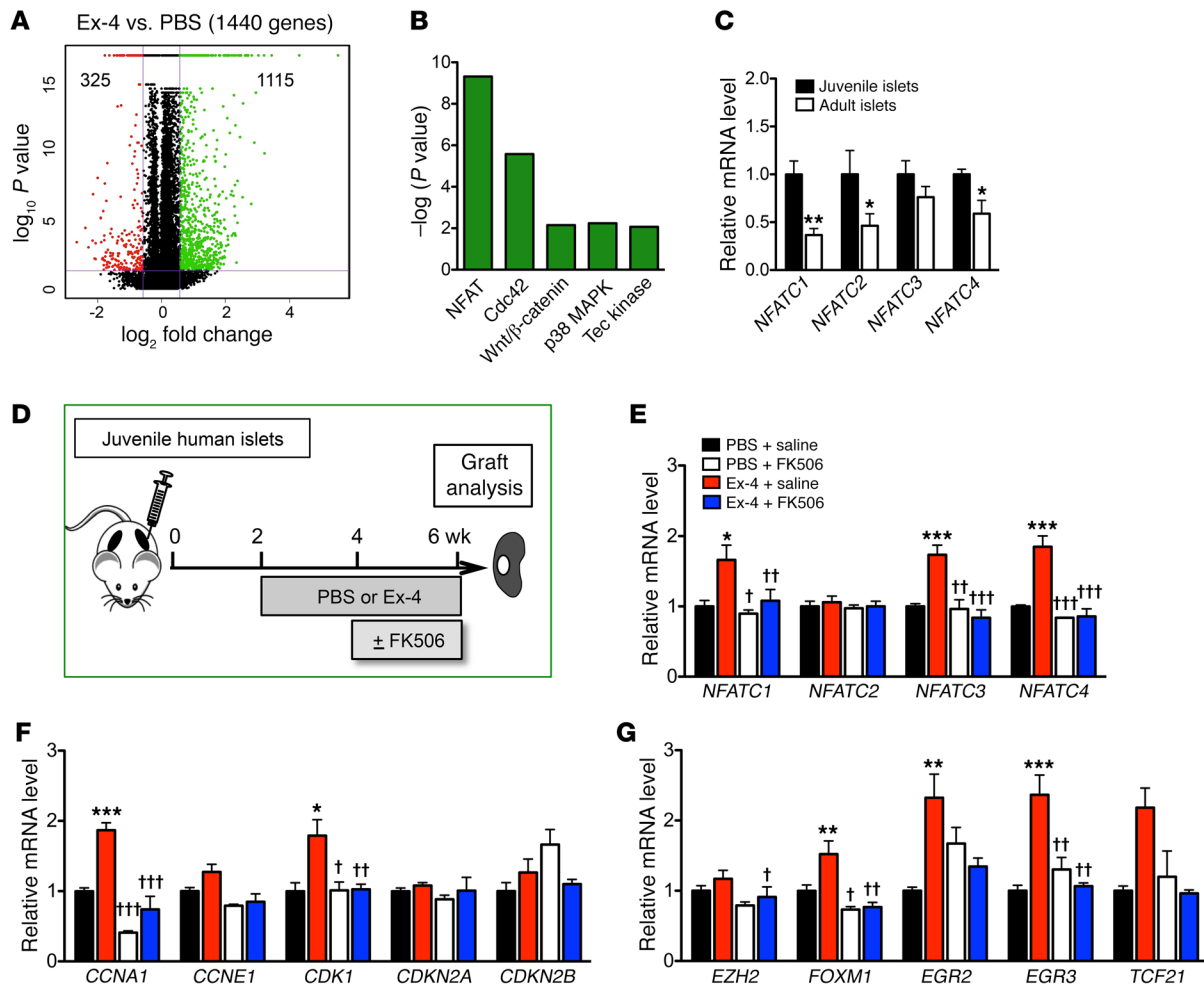 A
Ex-4 vs. PBS (1440 genes)
325
1115
15
10
5
0
log10 P value
-2
0
2
4
log2 fold change
B
10
8
6
4
2
0
–log (P value)
NFAT
Cdc42
Wnt/β-catenin
p38 MAPK
Tec kinase
C
2.0
1.5
1.0
0.5
0.0
Relative mRNA level
Juvenile islets
Adult islets
**
*
*
NFATC1
NFATC2
NFATC3
NFATC4
D
Juvenile human islets
Graft
analysis
0
2
4
6 wk
PBS or Ex-4
± FK506
E
PBS + saline
PBS + FK506
Ex-4 + saline
Ex-4 + FK506
3
2
1
0
Relative mRNA level
*
†
††
***
††
†††
***
†††
†††
NFATC1
NFATC2
NFATC3
NFATC4
F
3
2
1
0
Relative mRNA level
***
†††
†††
*
†
††
CCNA1
CCNE1
CDK1
CDKN2A
CDKN2B
G
3
2
1
0
Relative mRNA level
†
**
†
††
**
***
††
††
EZH2
FOXM1
EGR2
EGR3
TCF21